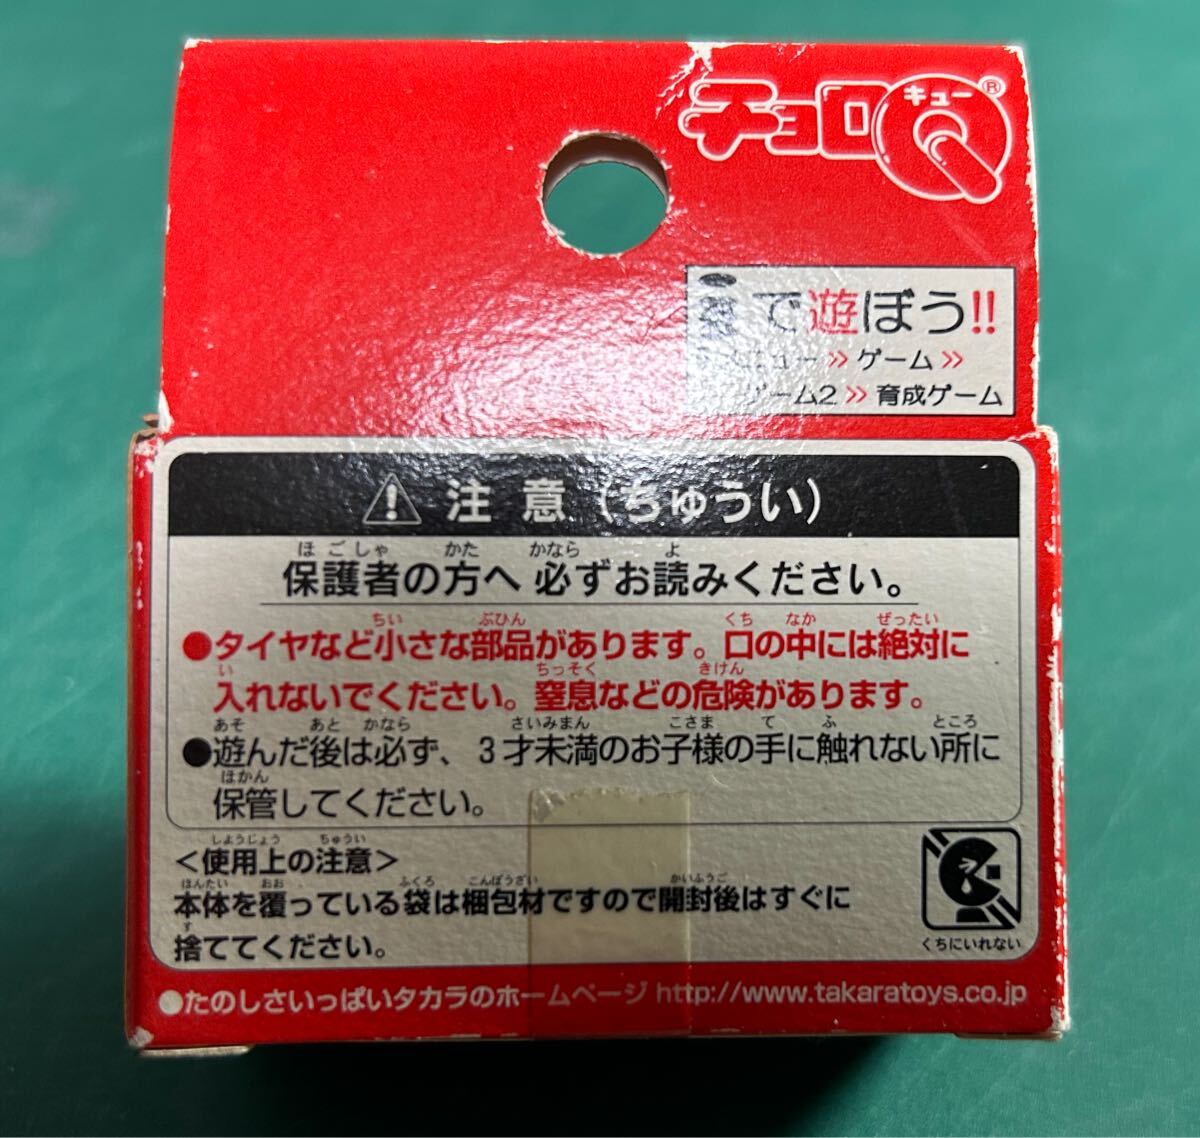 チョロQ
キュー
®
で遊ぼう!!
ニュー»ゲーム»
ゲーム2»育成ゲーム
注意(ちゅうい)
ほごしゃ かた かなら よ
保護者の方へ 必ずお読みください。
ちい ぶひん くち なか ぜったい
●タイヤなど小さな部品があります。口の中には絶対に
い ちっそく きけん
入れないでください。窒息などの危険があります。
あそ あと かなら さいみまん こさま て ふ ところ
●遊んだ後は必ず、3才未満のお子様の手に触れない所に
ほかん
保管してください。
しようじょう ちゅうい
<使用上の注意>
ほんたい おお ふくろ こんぽうざい かいふうご
本体を覆っている袋は梱包材ですので開封後はすぐに
す
捨ててください。
くちにいれない
●たのしさいっぱいタカラのホームページ http://www.takaratoys.co.jp